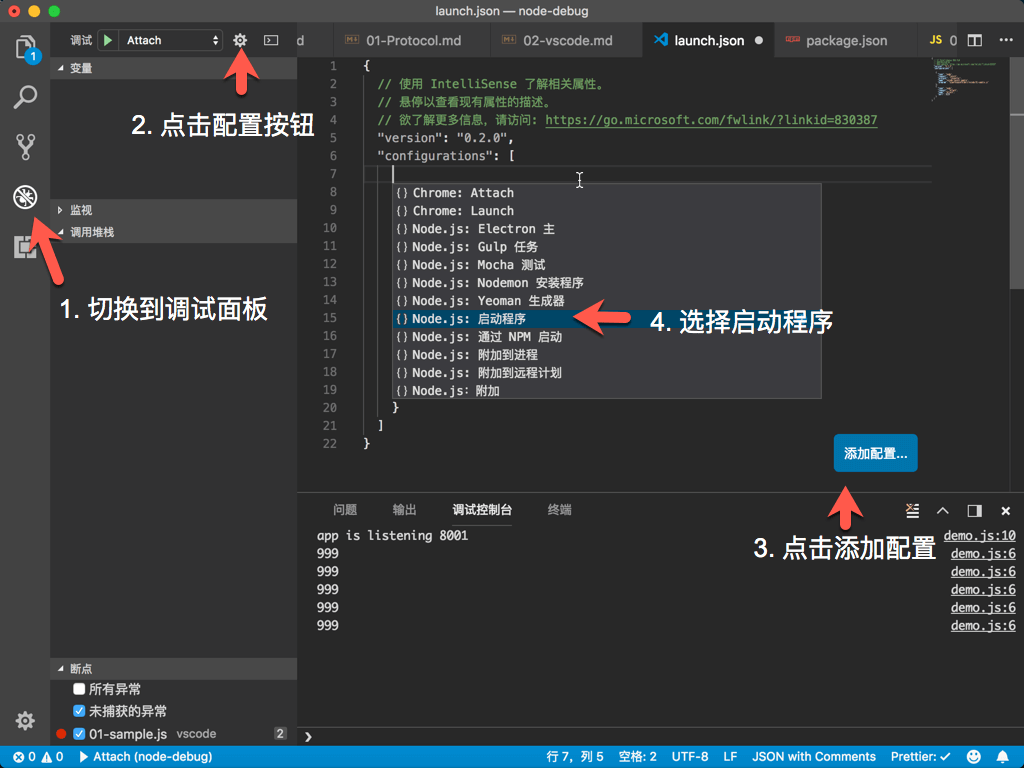 launch.json — node-debug
调试 Attach
d 01-Protocol.md 02-vscode.md launch.json package.json JS 0
1
变量
2. 点击配置按钮
监视
调用堆栈
1. 切换到调试面板
1 {
2 // 使用 IntelliSense 了解相关属性。
3 // 悬停以查看现有属性的描述。
4 // 欲了解更多信息，请访问: https://go.microsoft.com/fwlink/?linkid=830387
5 "version": "0.2.0",
6 "configurations": [
7
8 {} Chrome: Attach
9 {} Chrome: Launch
10 {} Node.js: Electron 主
11 {} Node.js: Gulp 任务
12 {} Node.js: Mocha 测试
13 {} Node.js: Nodemon 安装程序
14 {} Node.js: Yeoman 生成器
15 {} Node.js: 启动程序
4. 选择启动程序
16 {} Node.js: 通过 NPM 启动
17 {} Node.js: 附加到进程
18 {} Node.js: 附加到远程计划
19 {} Node.js: 附加
20 }
21 ]
22 }
添加配置...
3. 点击添加配置
问题 输出 调试控制台 终端
app is listening 8001 demo.js:10
999 demo.js:6
999 demo.js:6
999 demo.js:6
999 demo.js:6
999 demo.js:6
断点
所有异常
未捕获的异常
01-sample.js vscode 2
0 0 Attach (node-debug) 行 7，列 5 空格: 2 UTF-8 LF JSON with Comments Prettier: ✓